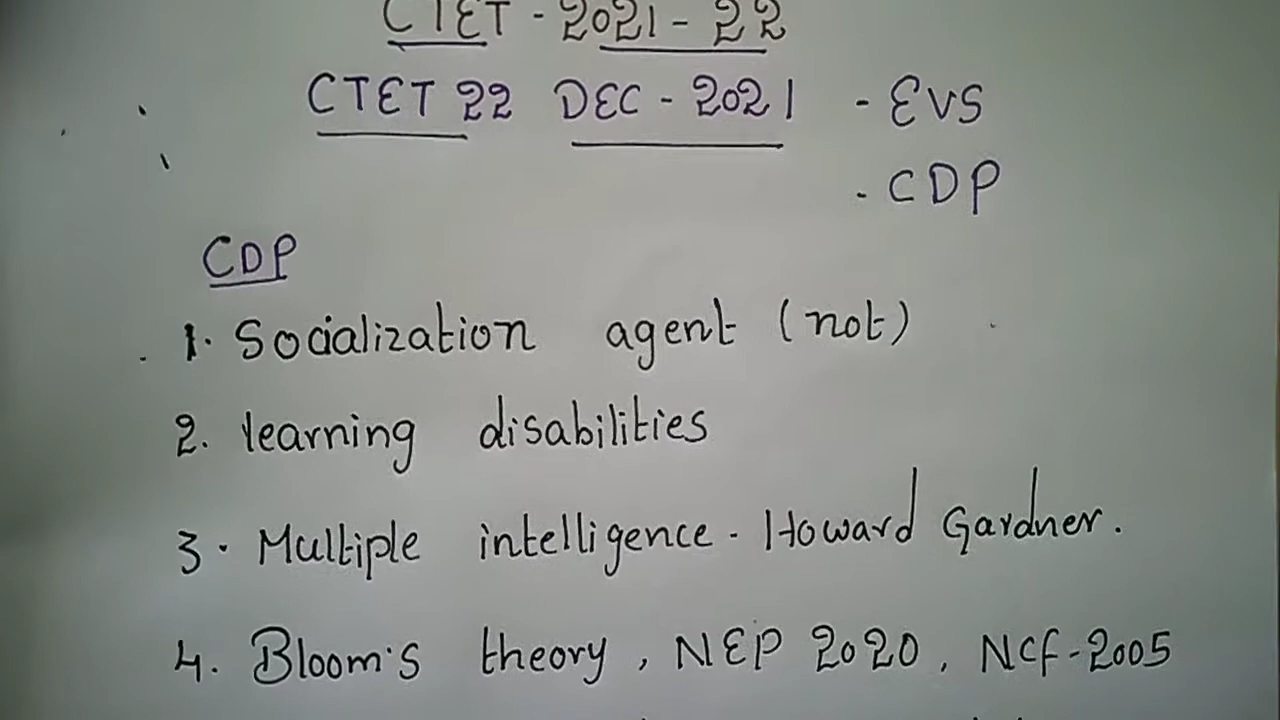 CTET - 2021 - 22
CTET 22 DEC - 2021 - EVS
- CDP
CDP
1. Socialization agent (not)
2. learning disabilities
3. Multiple intelligence - Howard Gardner.
4. Bloom's theory, NEP 2020, NCf-2005